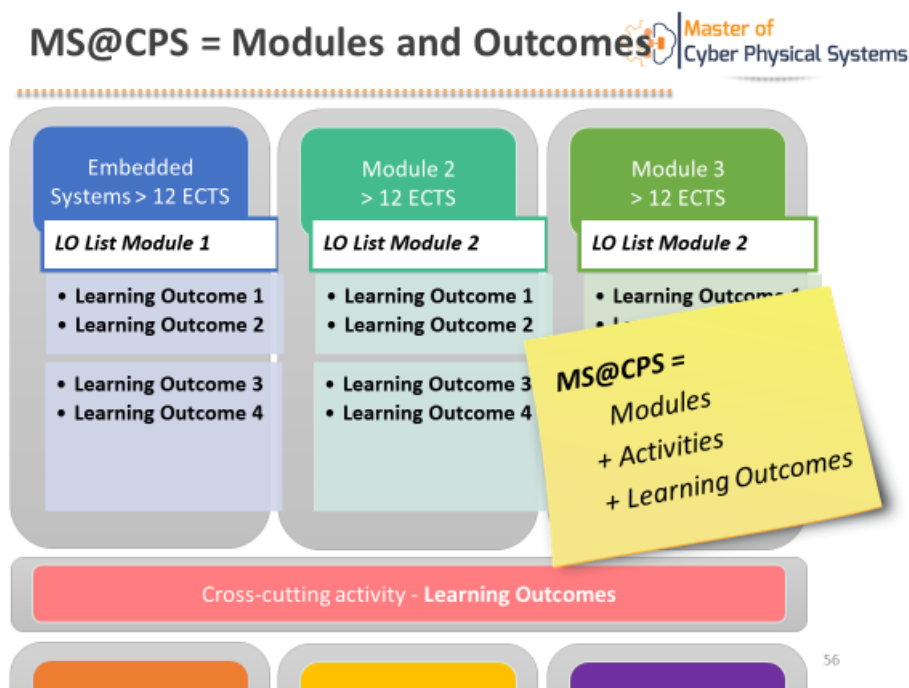 MS@CPS = Modules and Outcomes
Master of
Cyber Physical Systems
Embedded
Systems > 12 ECTS
LO List Module 1
• Learning Outcome 1
• Learning Outcome 2
• Learning Outcome 3
• Learning Outcome 4
Module 2
> 12 ECTS
LO List Module 2
• Learning Outcome 1
• Learning Outcome 2
• Learning Outcome 3
• Learning Outcome 4
Module 3
> 12 ECTS
LO List Module 2
• Learning Outcome 1
MS@CPS =
Modules
+ Activities
+ Learning Outcomes
Cross-cutting activity - Learning Outcomes
56